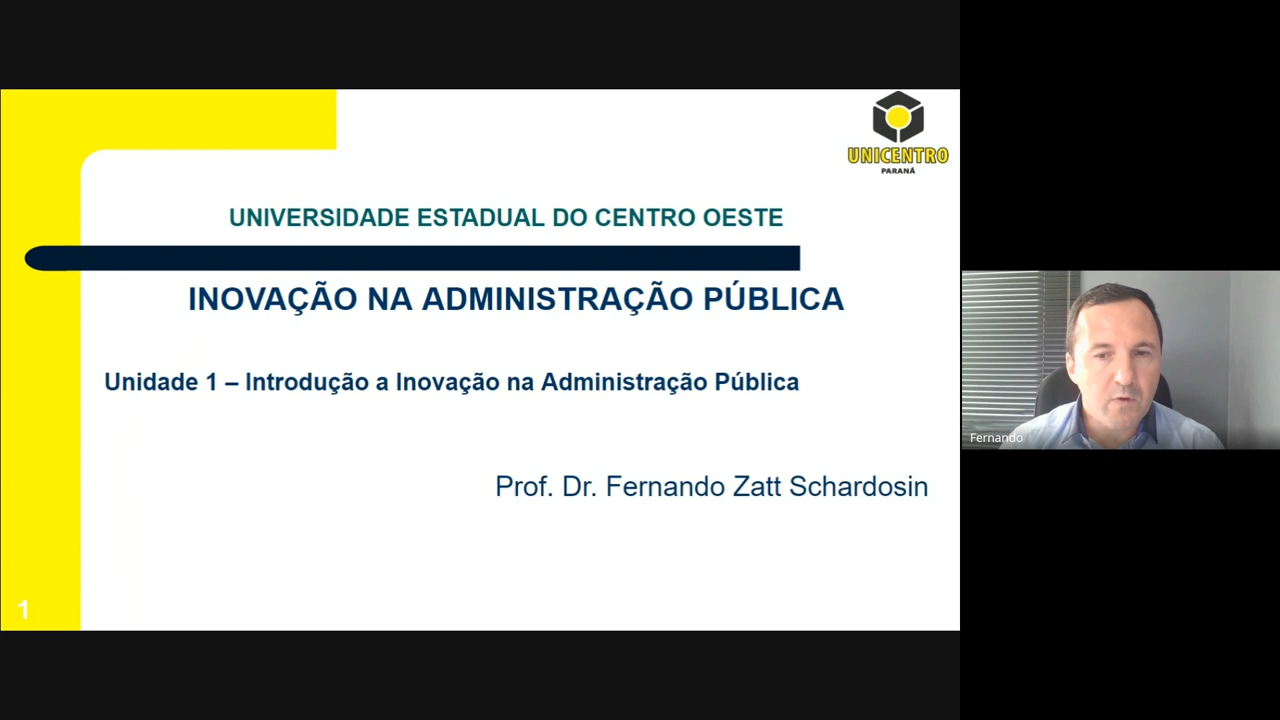 UNICENTRO
PARANÁ
UNIVERSIDADE ESTADUAL DO CENTRO OESTE
INOVAÇÃO NA ADMINISTRAÇÃO PÚBLICA
Unidade 1 – Introdução a Inovação na Administração Pública
Prof. Dr. Fernando Zatt Schardosin
1
Fernando